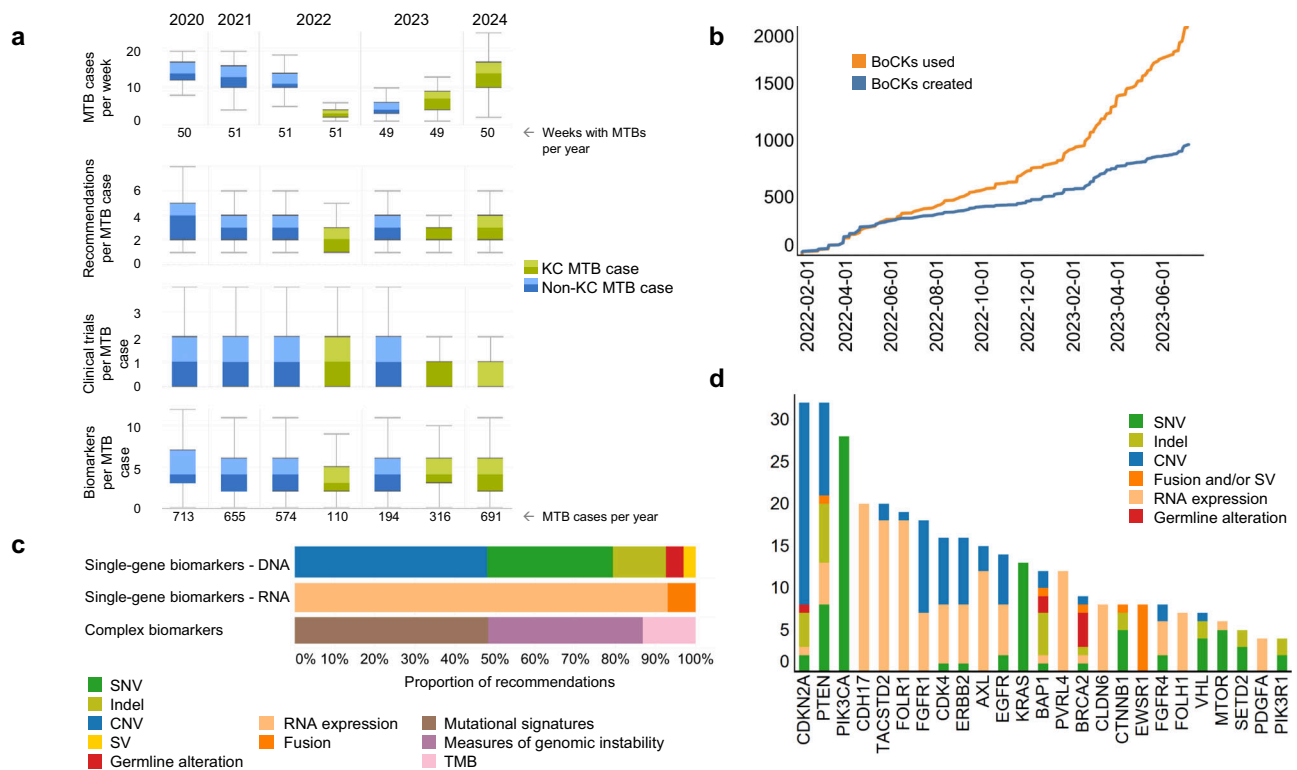 a
2020 2021 2022 2023 2024
MTB cases
per week
20
10
0
50 51 51 51 49 49 50
← Weeks with MTBs
per year
Recommendations
per MTB case
6
4
2
0
KC MTB case
Non-KC MTB case
Clinical trials
per MTB
case
3
2
1
0
Biomarkers
per MTB
case
10
5
0
713 655 574 110 194 316 691
← MTB cases per year
b
2000
1500
1000
500
0
BoCKs used
BoCKs created
2022-02-01
2022-04-01
2022-06-01
2022-08-01
2022-10-01
2022-12-01
2023-02-01
2023-04-01
2023-06-01
c
Single-gene biomarkers - DNA
Single-gene biomarkers - RNA
Complex biomarkers
0% 10% 20% 30% 40% 50% 60% 70% 80% 90% 100%
Proportion of recommendations
SNV
Indel
CNV
SV
Germline alteration
RNA expression
Fusion
Mutational signatures
Measures of genomic instability
TMB
d
30
25
20
15
10
5
0
SNV
Indel
CNV
Fusion and/or SV
RNA expression
Germline alteration
CDKN2A
PTEN
PIK3CA
CDH17
TACSTD2
FOLR1
FGFR1
CDK4
ERBB2
AXL
EGFR
KRAS
BAP1
PVRL4
BRCA2
CLDN6
CTNNB1
EWSR1
FGFR4
FOLH1
VHL
MTOR
SETD2
PDGFA
PIK3R1